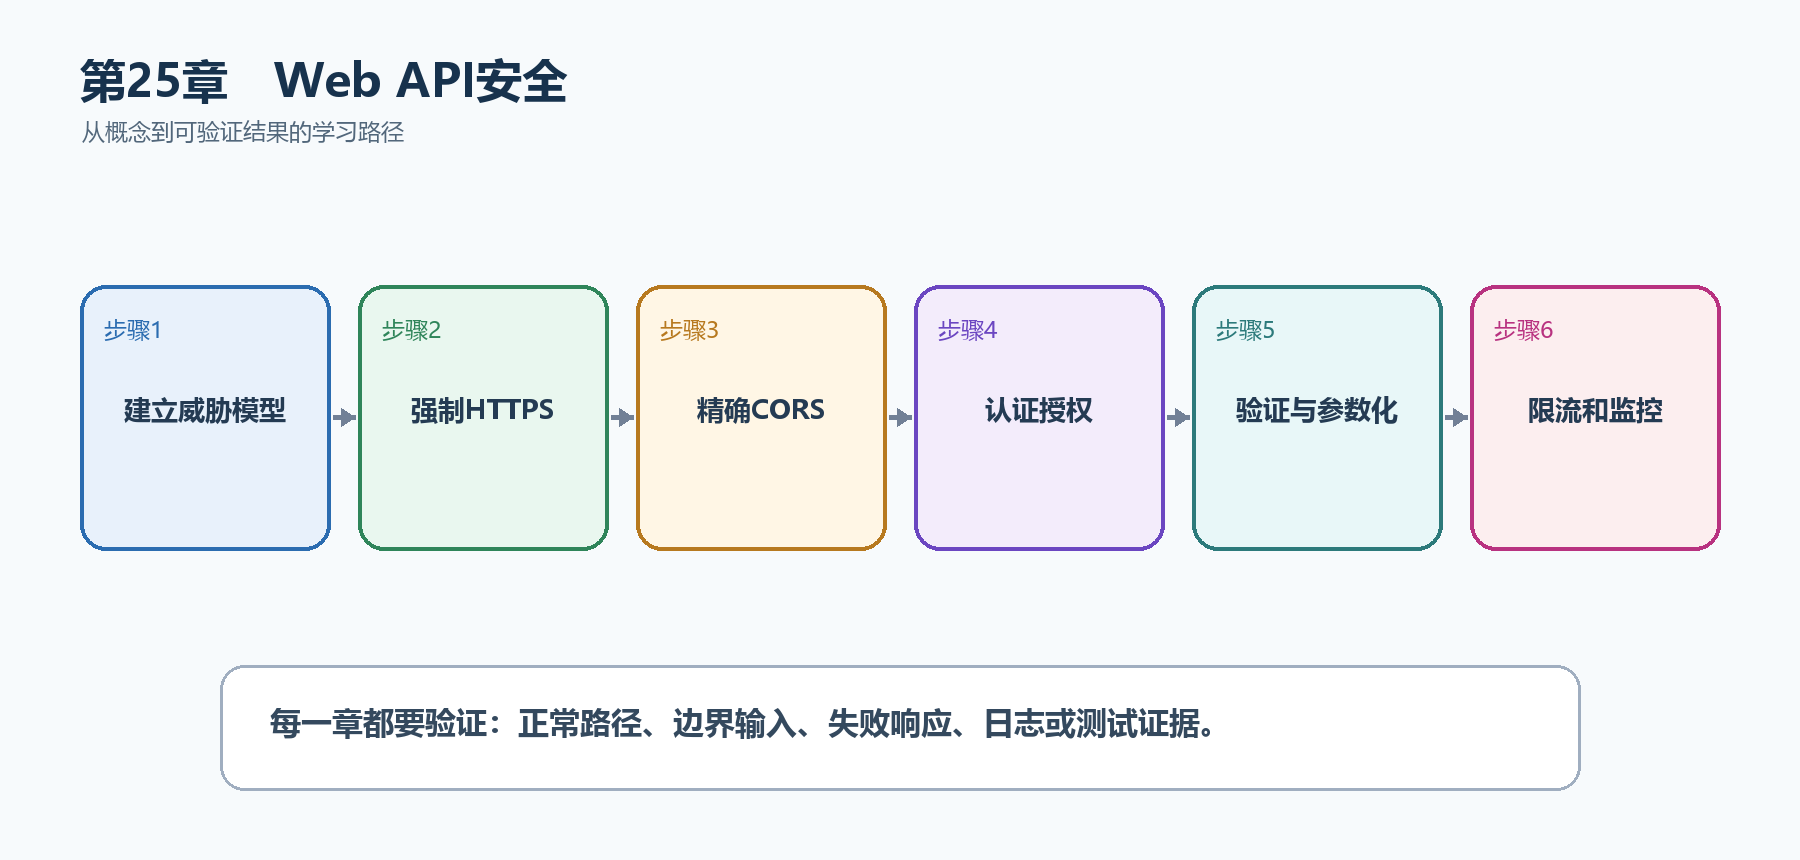 第25章　Web API安全
从概念到可验证结果的学习路径
步骤1
建立威胁模型
步骤2
强制HTTPS
步骤3
精确CORS
步骤4
认证授权
步骤5
验证与参数化
步骤6
限流和监控
每一章都要验证：正常路径、边界输入、失败响应、日志或测试证据。